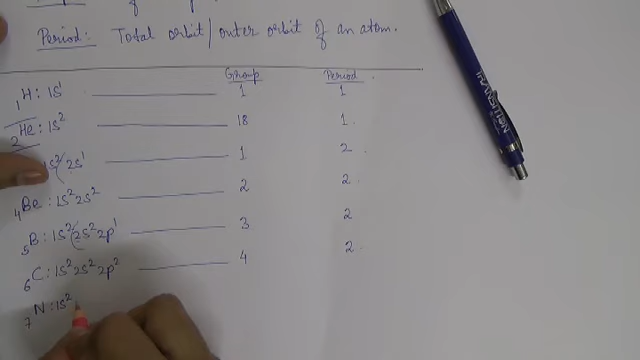 Period: Total orbit/outer orbit of an atom.
Group Period
₁H: 1s¹ 1 1
₂He: 1s² 18 1
1s² 2s¹ 1 2
₄Be: 1s² 2s² 2 2
₅B: 1s² 2s² 2p¹ 3 2
₆C: 1s² 2s² 2p² 4 2
₇N: 1s²
TRANSITION